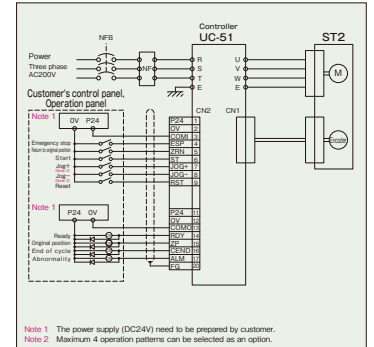 Controller
UC-51
NFB
ST2
Power
Three phase
AC200V
NF
R
S
T
E
U
V
W
E
M
Customer's control panel,
Operation panel
CN2
CN1
Note 1
0V P24
P24 1
0V 2
COMI 3
Emergency stop ESP 4
Return to original position ZRN 5
Start ST 6
Jog+ JOG+ 7
(Note 2)
Jog− JOG- 8
(Note 2)
Reset RST 9
Encoder
Note 1
P24 0V
P24 11
0V 12
COMO 13
Ready RDY 14
Original position ZP 15
End of cycle CEND 16
Abnormality ALM 17
FG 20
Note 1 The power supply (DC24V) need to be prepared by customer.
Note 2 Maximum 4 operation patterns can be selected as an option.